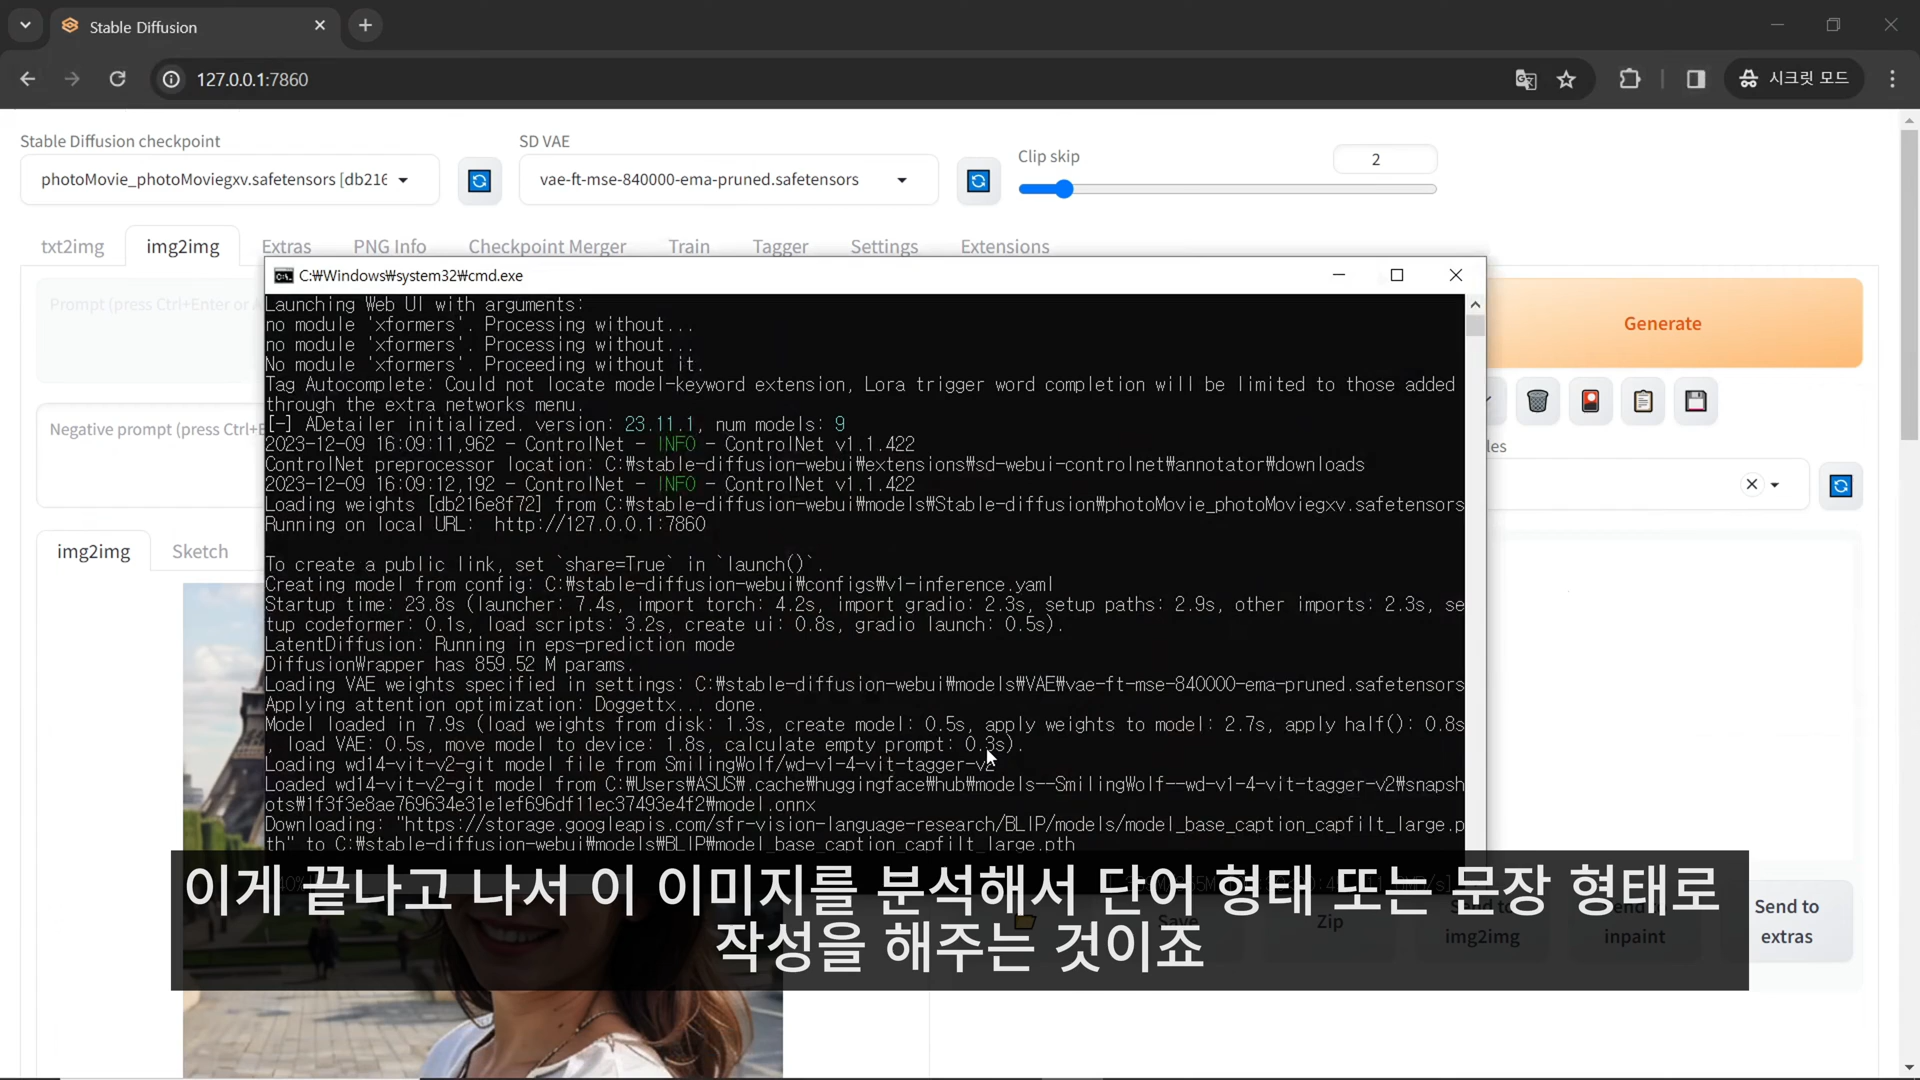 Stable Diffusion
127.0.0.1:7860
시크릿 모드
Stable Diffusion checkpoint
SD VAE
Clip skip
2
photoMovie_photoMoviegxv.safetensors [db216
vae-ft-mse-840000-ema-pruned.safetensors
txt2img
img2img
Extras
PNG Info
Checkpoint Merger
Train
Tagger
Settings
Extensions
Prompt (press Ctrl+Enter or A
Negative prompt (press Ctrl+E
Generate
les
img2img
Sketch
C:₩Windows₩system32₩cmd.exe
Launching Web UI with arguments:
no module 'xformers'. Processing without...
no module 'xformers'. Processing without...
No module 'xformers'. Proceeding without it.
Tag Autocomplete: Could not locate model-keyword extension, Lora trigger word completion will be limited to those added
through the extra networks menu.
[-] ADetailer initialized. version: 23.11.1, num models: 9
2023-12-09 16:09:11,962 - ControlNet - INFO - ControlNet v1.1.422
ControlNet preprocessor location: C:₩stable-diffusion-webui₩extensions₩sd-webui-controlnet₩annotator₩downloads
2023-12-09 16:09:12,192 - ControlNet - INFO - ControlNet v1.1.422
Loading weights [db216e8f72] from C:₩stable-diffusion-webui₩models₩Stable-diffusion₩photoMovie_photoMoviegxv.safetensors
Running on local URL:  http://127.0.0.1:7860
To create a public link, set `share=True` in `launch()`.
Creating model from config: C:₩stable-diffusion-webui₩configs₩v1-inference.yaml
Startup time: 23.8s (launcher: 7.4s, import torch: 4.2s, import gradio: 2.3s, setup paths: 2.9s, other imports: 2.3s, se
tup codeformer: 0.1s, load scripts: 3.2s, create ui: 0.8s, gradio launch: 0.5s).
LatentDiffusion: Running in eps-prediction mode
DiffusionWrapper has 859.52 M params.
Loading VAE weights specified in settings: C:₩stable-diffusion-webui₩models₩VAE₩vae-ft-mse-840000-ema-pruned.safetensors
Applying attention optimization: Doggettx... done.
Model loaded in 7.9s (load weights from disk: 1.3s, create model: 0.5s, apply weights to model: 2.7s, apply half(): 0.8s
, load VAE: 0.5s, move model to device: 1.8s, calculate empty prompt: 0.3s).
Loading wd14-vit-v2-git model file from SmilingWolf/wd-v1-4-vit-tagger-v2
Loaded wd14-vit-v2-git model from C:₩Users₩ASUS₩.cache₩huggingface₩hub₩models--SmilingWolf--wd-v1-4-vit-tagger-v2₩snapsh
ots₩1f3f3e8ae769634e31e1ef696df11ec37493e4f2₩model.onnx
Downloading: "https://storage.googleapis.com/sfr-vision-language-research/BLIP/models/model_base_caption_capfilt_large.p
th" to C:₩stable-diffusion-webui₩models₩BLIP₩model_base_caption_capfilt_large.pth
이게 끝나고 나서 이 이미지를 분석해서 단어 형태 또는 문장 형태로
작성을 해주는 것이죠
Save
Zip
Send to
img2img
Send to
inpaint
Send to
extras